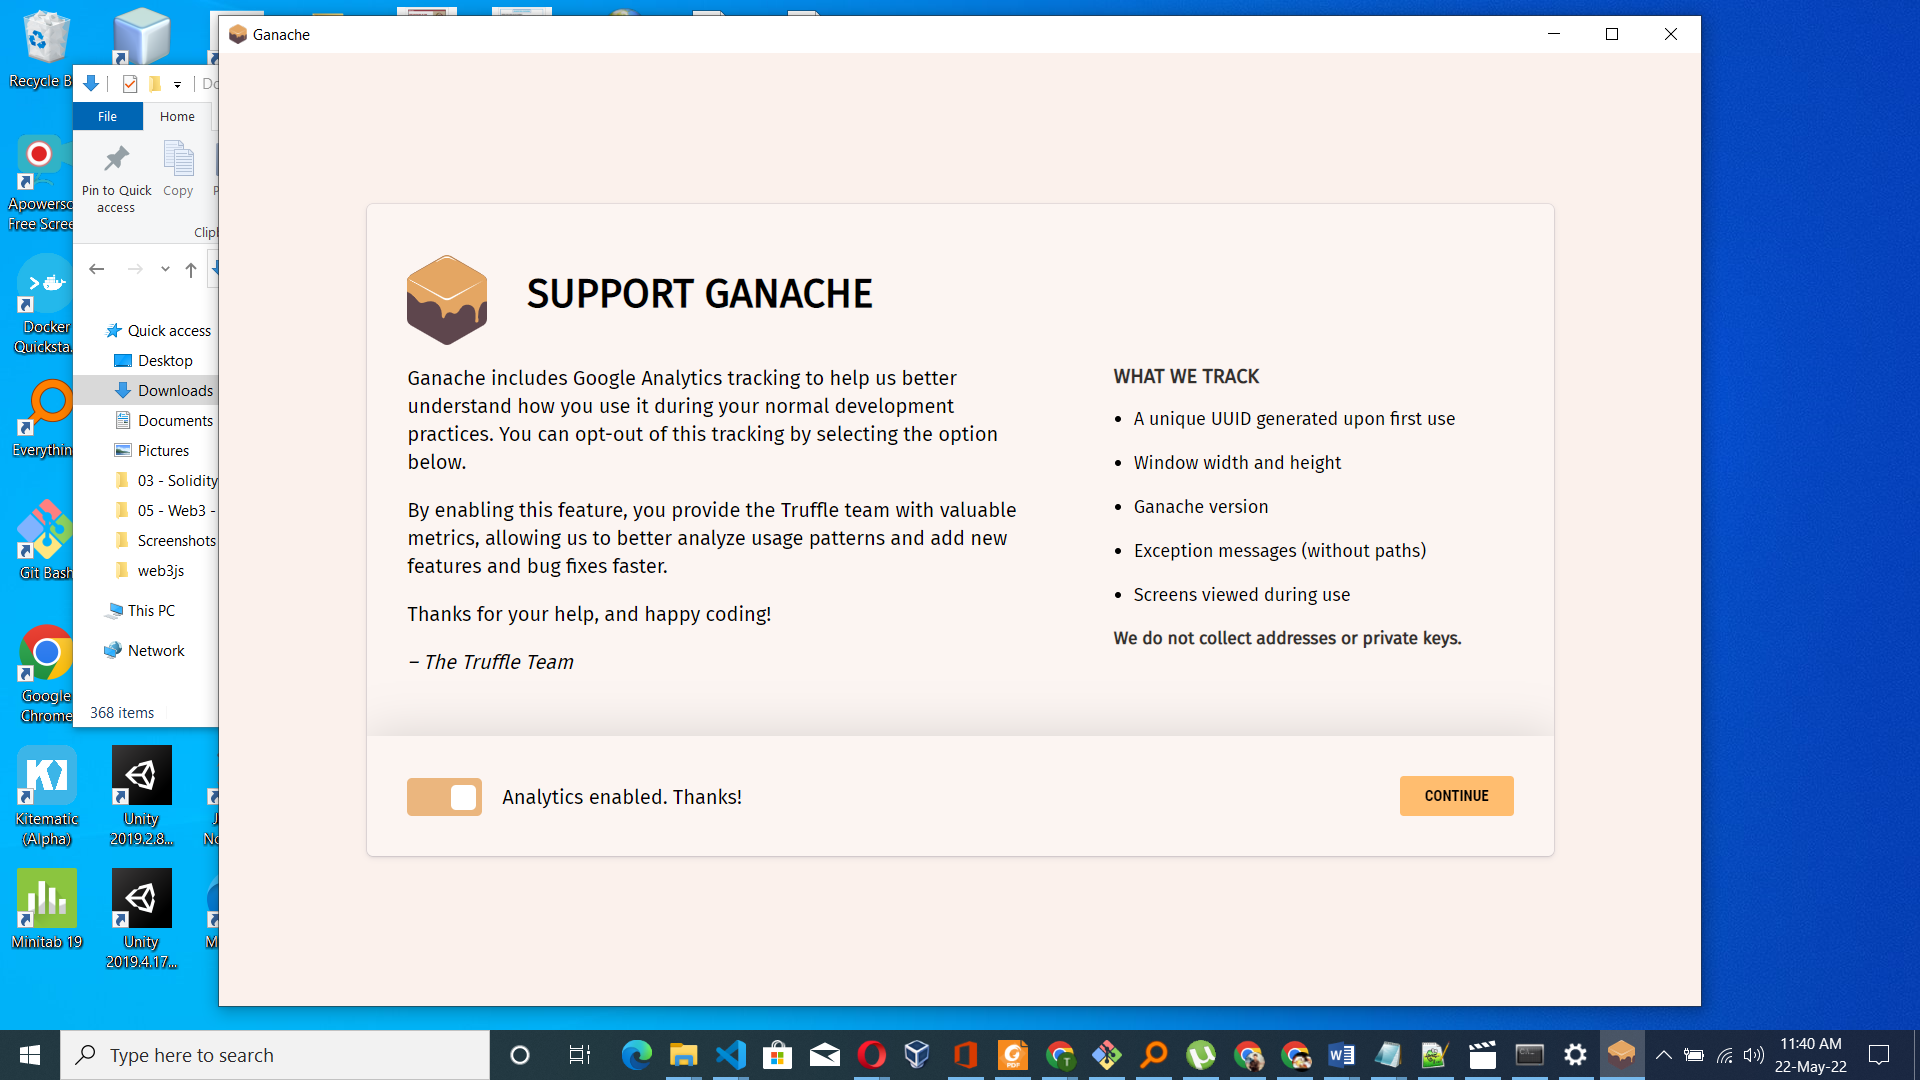 Ganache
Recycle B
File
Home
Pin to Quick
access
Copy
Apowerso
Free Scree
Docker
Quicksta...
Quick access
Desktop
Downloads
Documents
Pictures
03 - Solidity
05 - Web3 -
Screenshots
web3js
This PC
Network
368 items
Everythin
Git Bash
Google
Chrome
Kitematic
(Alpha)
Unity
2019.2.8...
Minitab 19
Unity
2019.4.17...
SUPPORT GANACHE
Ganache includes Google Analytics tracking to help us better
understand how you use it during your normal development
practices. You can opt-out of this tracking by selecting the option
below.
By enabling this feature, you provide the Truffle team with valuable
metrics, allowing us to better analyze usage patterns and add new
features and bug fixes faster.
Thanks for your help, and happy coding!
– The Truffle Team
WHAT WE TRACK
• A unique UUID generated upon first use
• Window width and height
• Ganache version
• Exception messages (without paths)
• Screens viewed during use
We do not collect addresses or private keys.
Analytics enabled. Thanks!
CONTINUE
Type here to search
11:40 AM
22-May-22